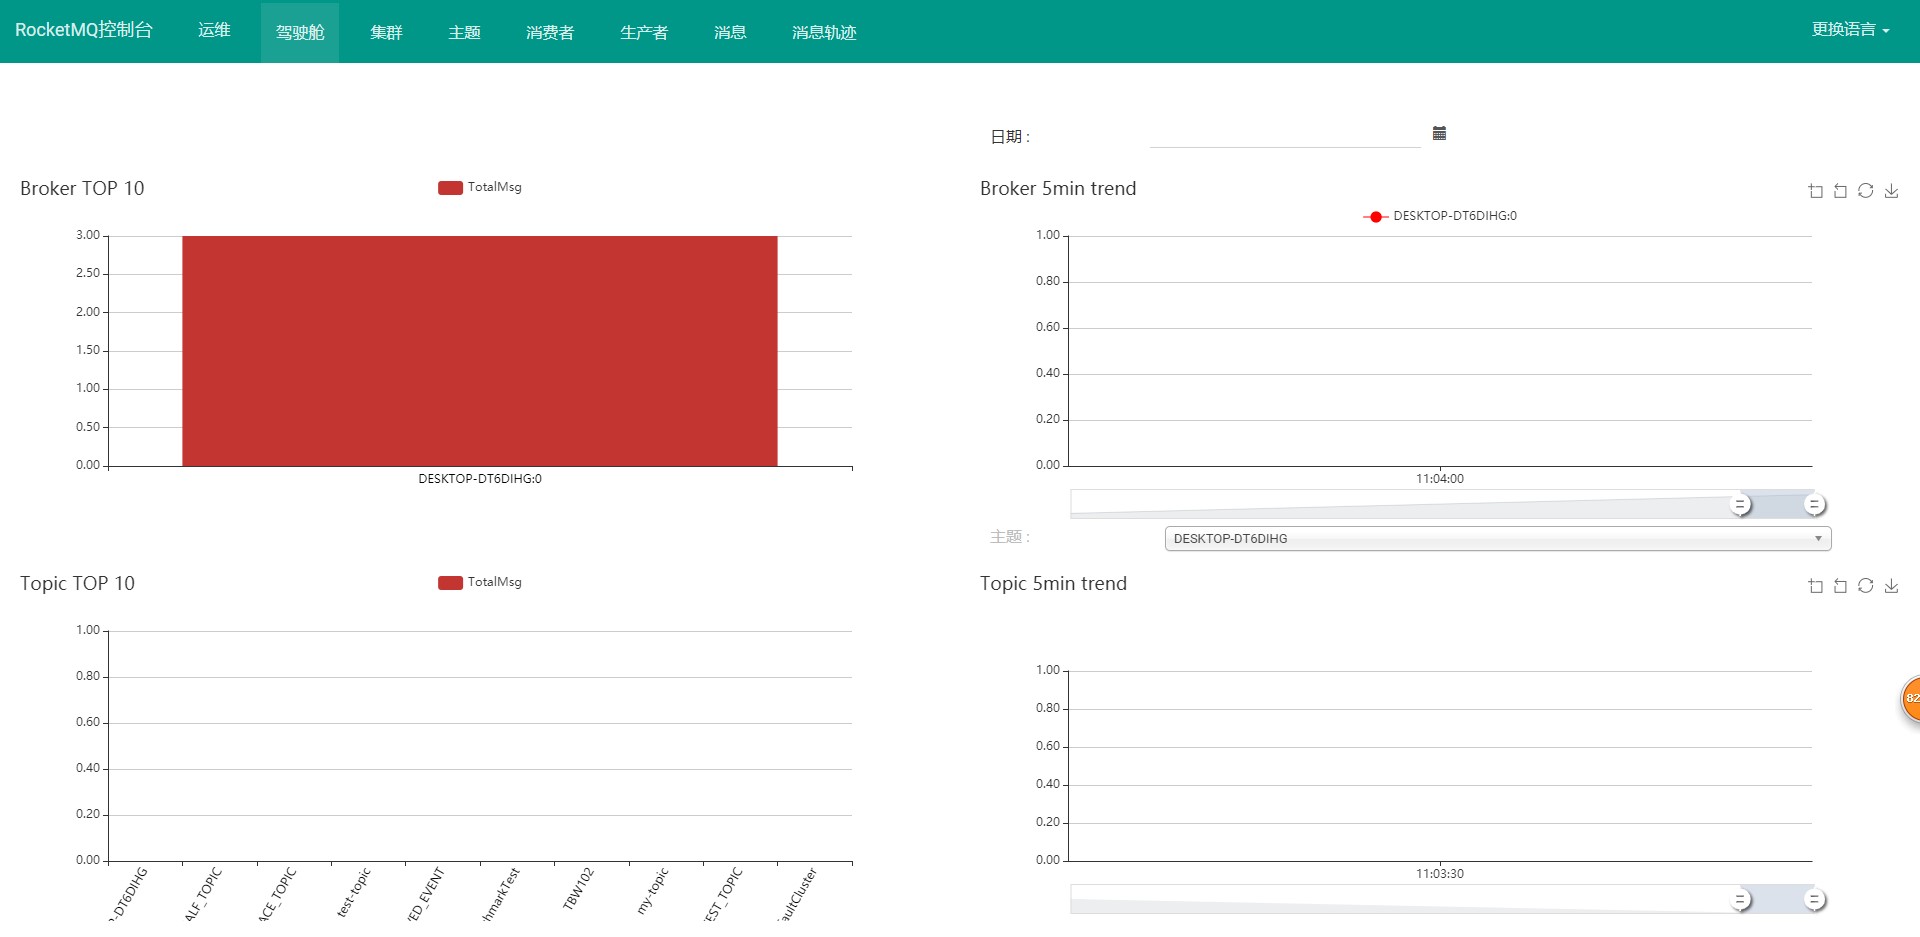 RocketMQ控制台 运维 驾驶舱 集群 主题 消费者 生产者 消息 消息轨迹 更换语言
日期 :
Broker TOP 10
TotalMsg
3.00
2.50
2.00
1.50
1.00
0.50
0.00
DESKTOP-DT6DIHG:0
Broker 5min trend
DESKTOP-DT6DIHG:0
1.00
0.80
0.60
0.40
0.20
0.00
11:04:00
主题 :
DESKTOP-DT6DIHG
Topic TOP 10
TotalMsg
1.00
0.80
0.60
0.40
0.20
0.00
P-DT6DIHG
ALF_TOPIC
ACE_TOPIC
test-topic
ED_EVENT
hmarkTest
TBW102
my-topic
EST_TOPIC
aultCluster
Topic 5min trend
1.00
0.80
0.60
0.40
0.20
0.00
11:03:30
82